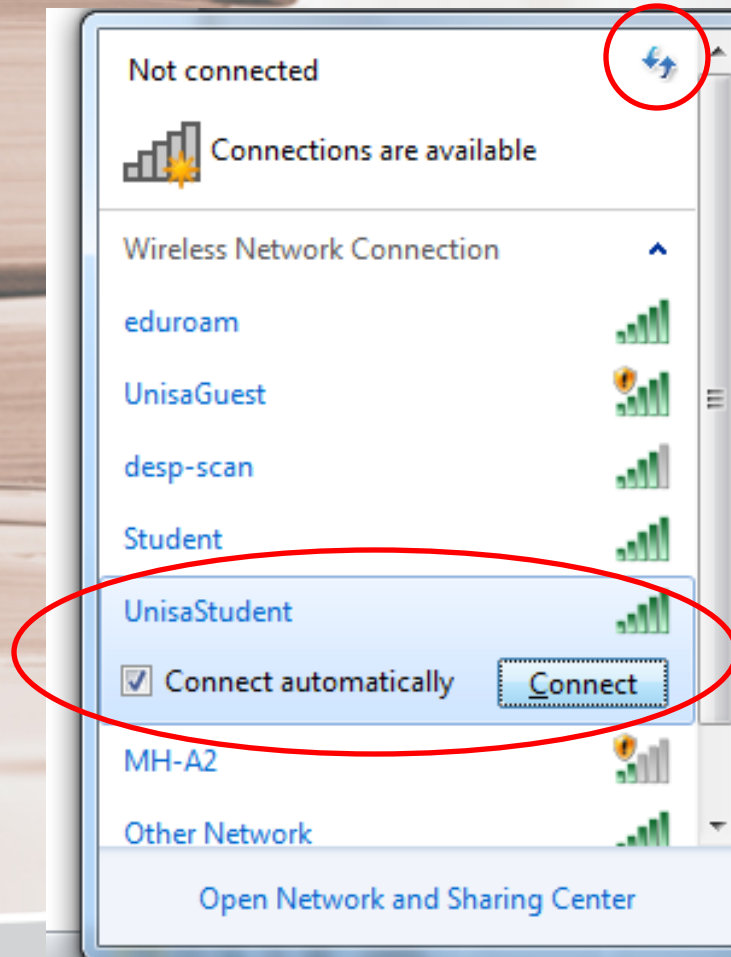 Not connected
Connections are available
Wireless Network Connection
eduroam
UnisaGuest
desp-scan
Student
UnisaStudent
Connect automatically Connect
MH-A2
Other Network
Open Network and Sharing Center